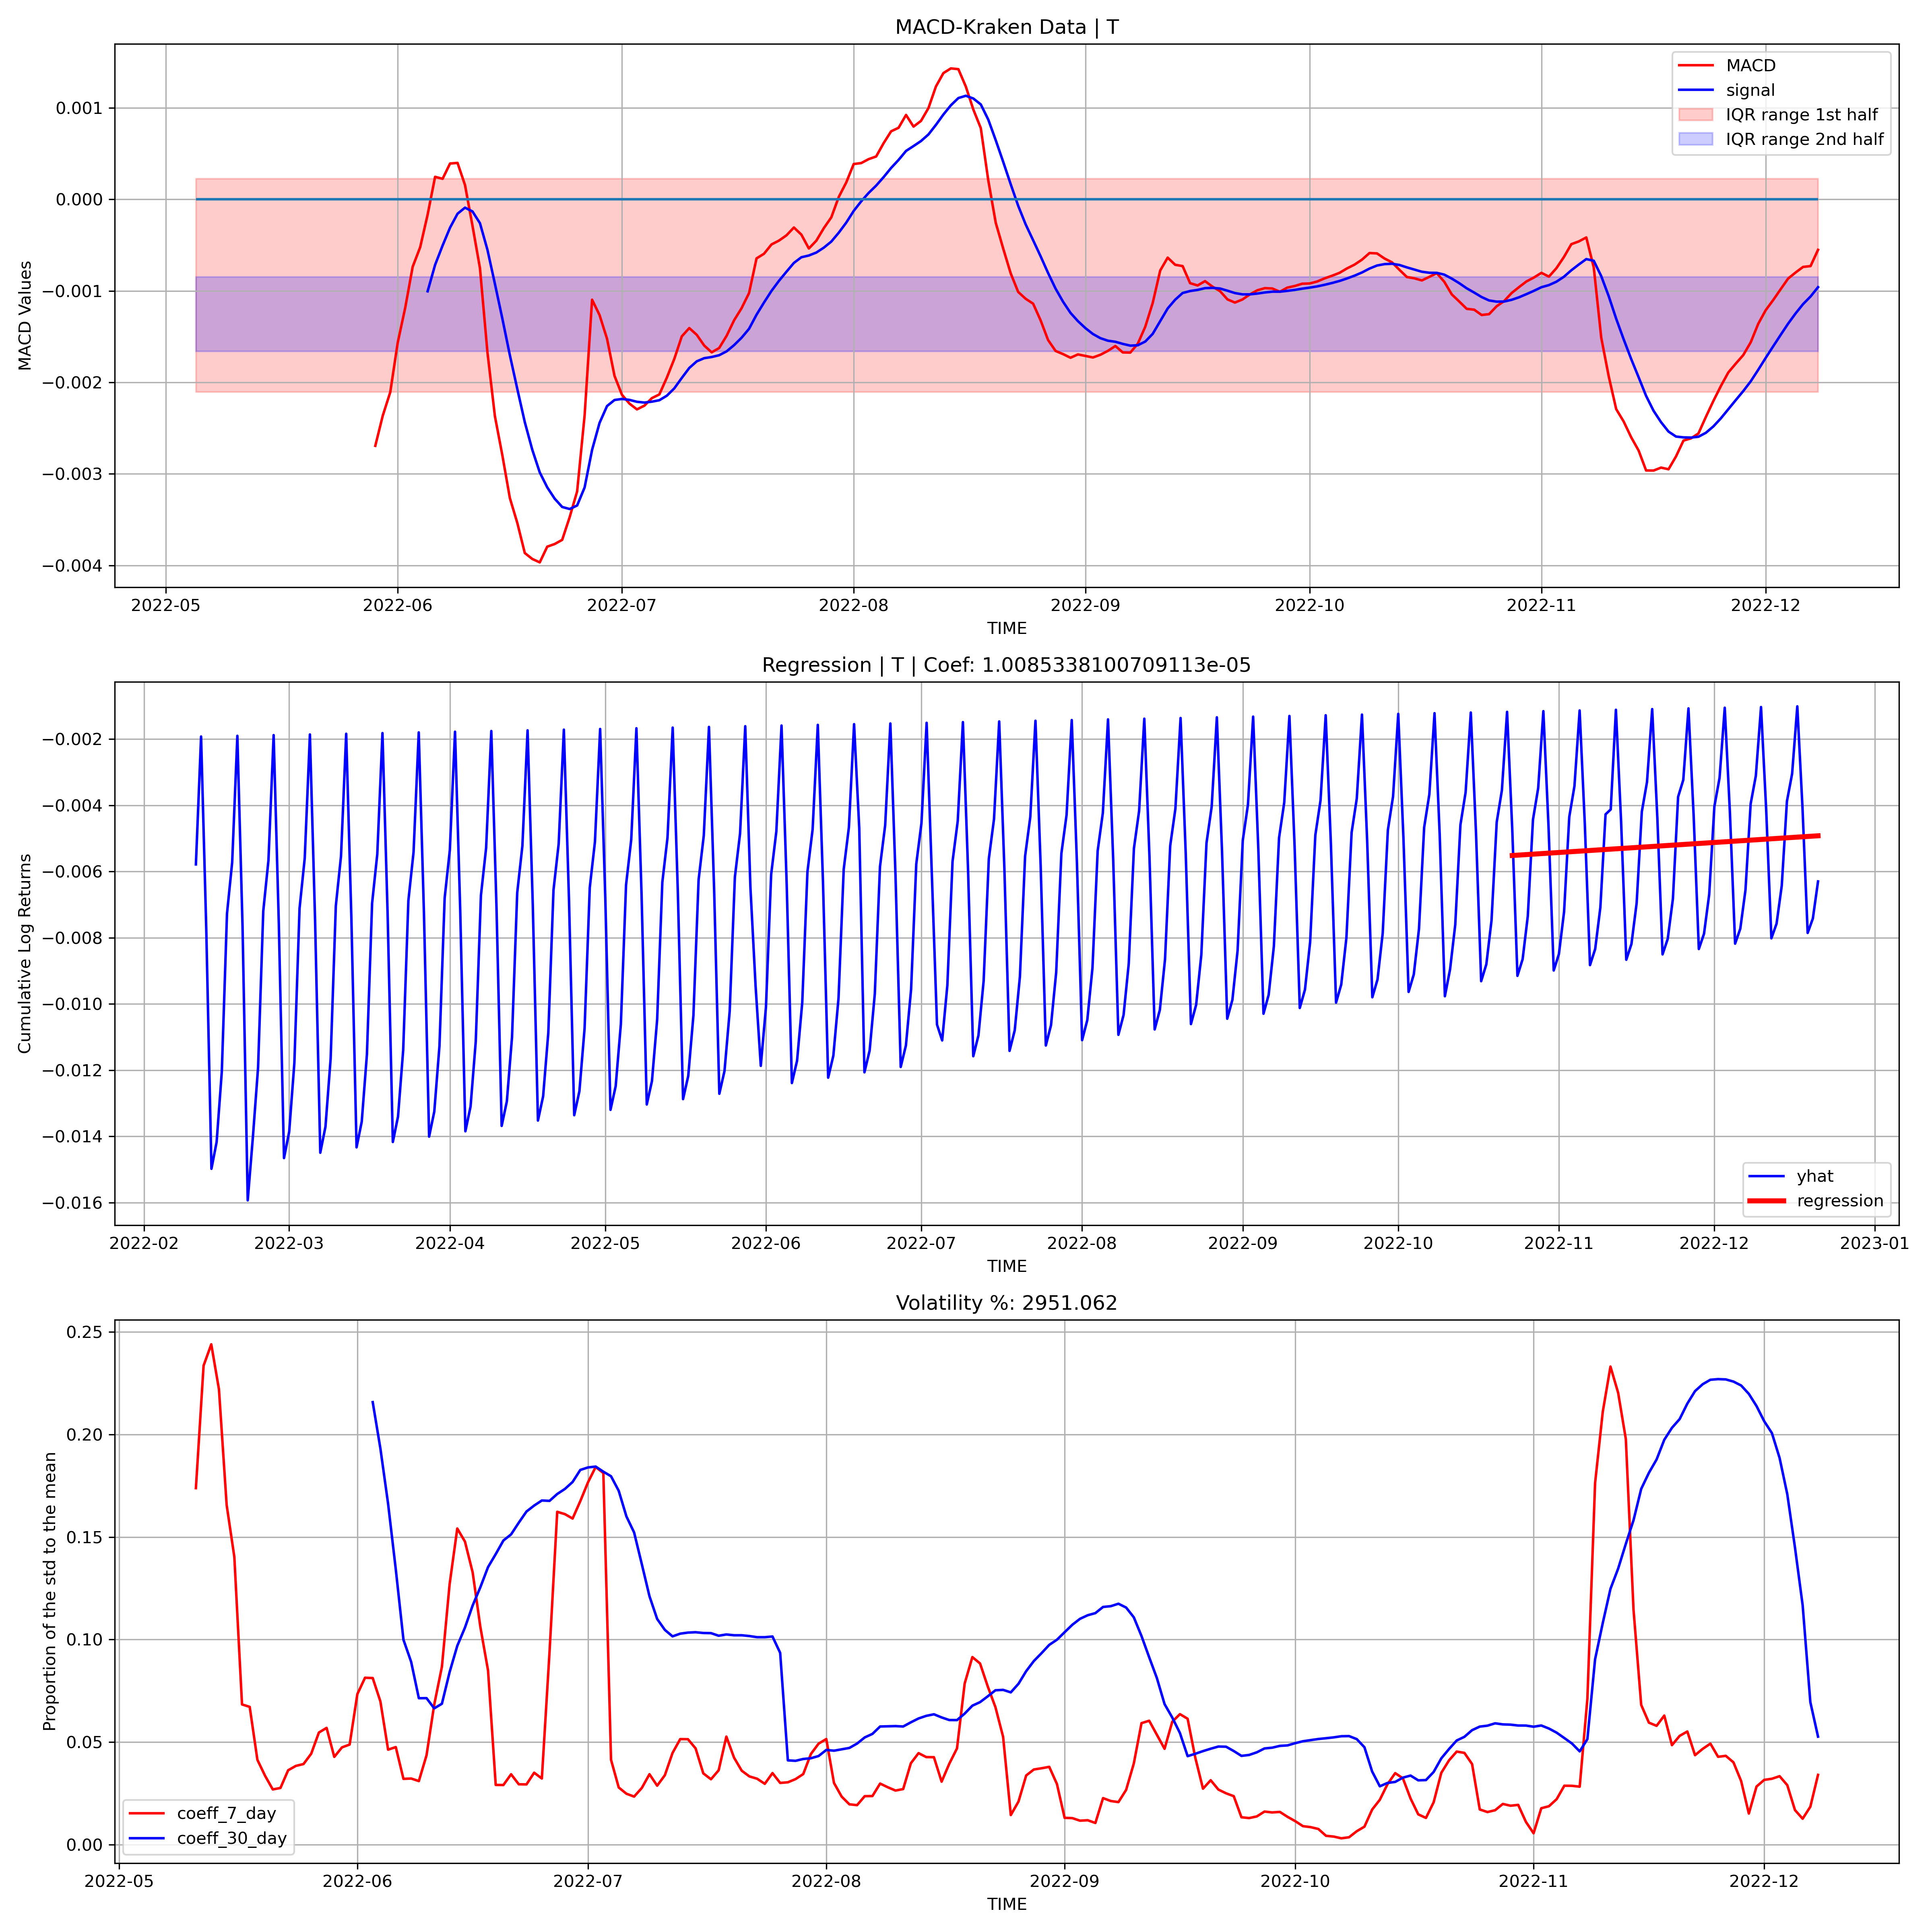 MACD-Kraken Data | T
MACD Values
0.001
0.000
−0.001
−0.002
−0.003
−0.004
MACD
signal
IQR range 1st half
IQR range 2nd half
2022-05 2022-06 2022-07 2022-08 2022-09 2022-10 2022-11 2022-12
TIME
Regression | T | Coef: 1.0085338100709113e-05
Cumulative Log Returns
−0.002
−0.004
−0.006
−0.008
−0.010
−0.012
−0.014
−0.016
yhat
regression
2022-02 2022-03 2022-04 2022-05 2022-06 2022-07 2022-08 2022-09 2022-10 2022-11 2022-12 2023-01
TIME
Volatility %: 2951.062
Proportion of the std to the mean
0.25
0.20
0.15
0.10
0.05
0.00
coeff_7_day
coeff_30_day
2022-05 2022-06 2022-07 2022-08 2022-09 2022-10 2022-11 2022-12
TIME